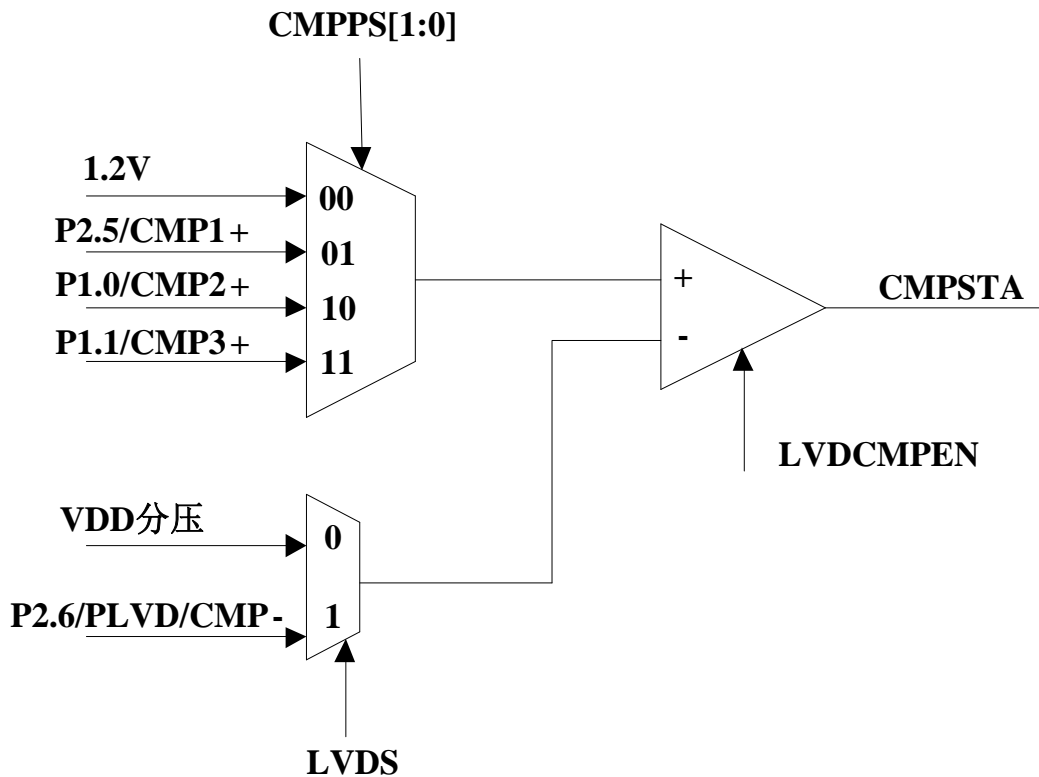 CMPPS[1:0]
1.2V
00
P2.5/CMP1+
01
P1.0/CMP2+
10
P1.1/CMP3+
11
+
-
CMPSTA
LVDCMPEN
VDD分压
0
P2.6/PLVD/CMP-
1
LVDS